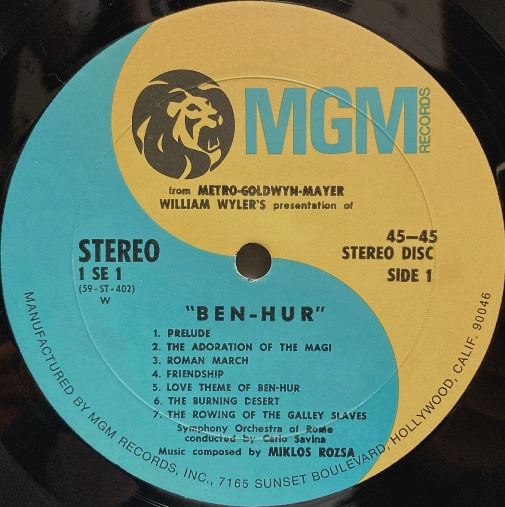 MGM
RECORDS
from METRO-GOLDWYN-MAYER
WILLIAM WYLER'S presentation of
STEREO
1 SE 1
(59-ST-402)
W
45—45
STEREO DISC
SIDE 1
"BEN-HUR"
1. PRELUDE
2. THE ADORATION OF THE MAGI
3. ROMAN MARCH
4. FRIENDSHIP
5. LOVE THEME OF BEN-HUR
6. THE BURNING DESERT
7. THE ROWING OF THE GALLEY SLAVES
Symphony Orchestra of Rome
conducted by Carlo Savina
Music composed by MIKLOS ROZSA
MANUFACTURED BY MGM RECORDS, INC., 7165 SUNSET BOULEVARD, HOLLYWOOD, CALIF. 90046